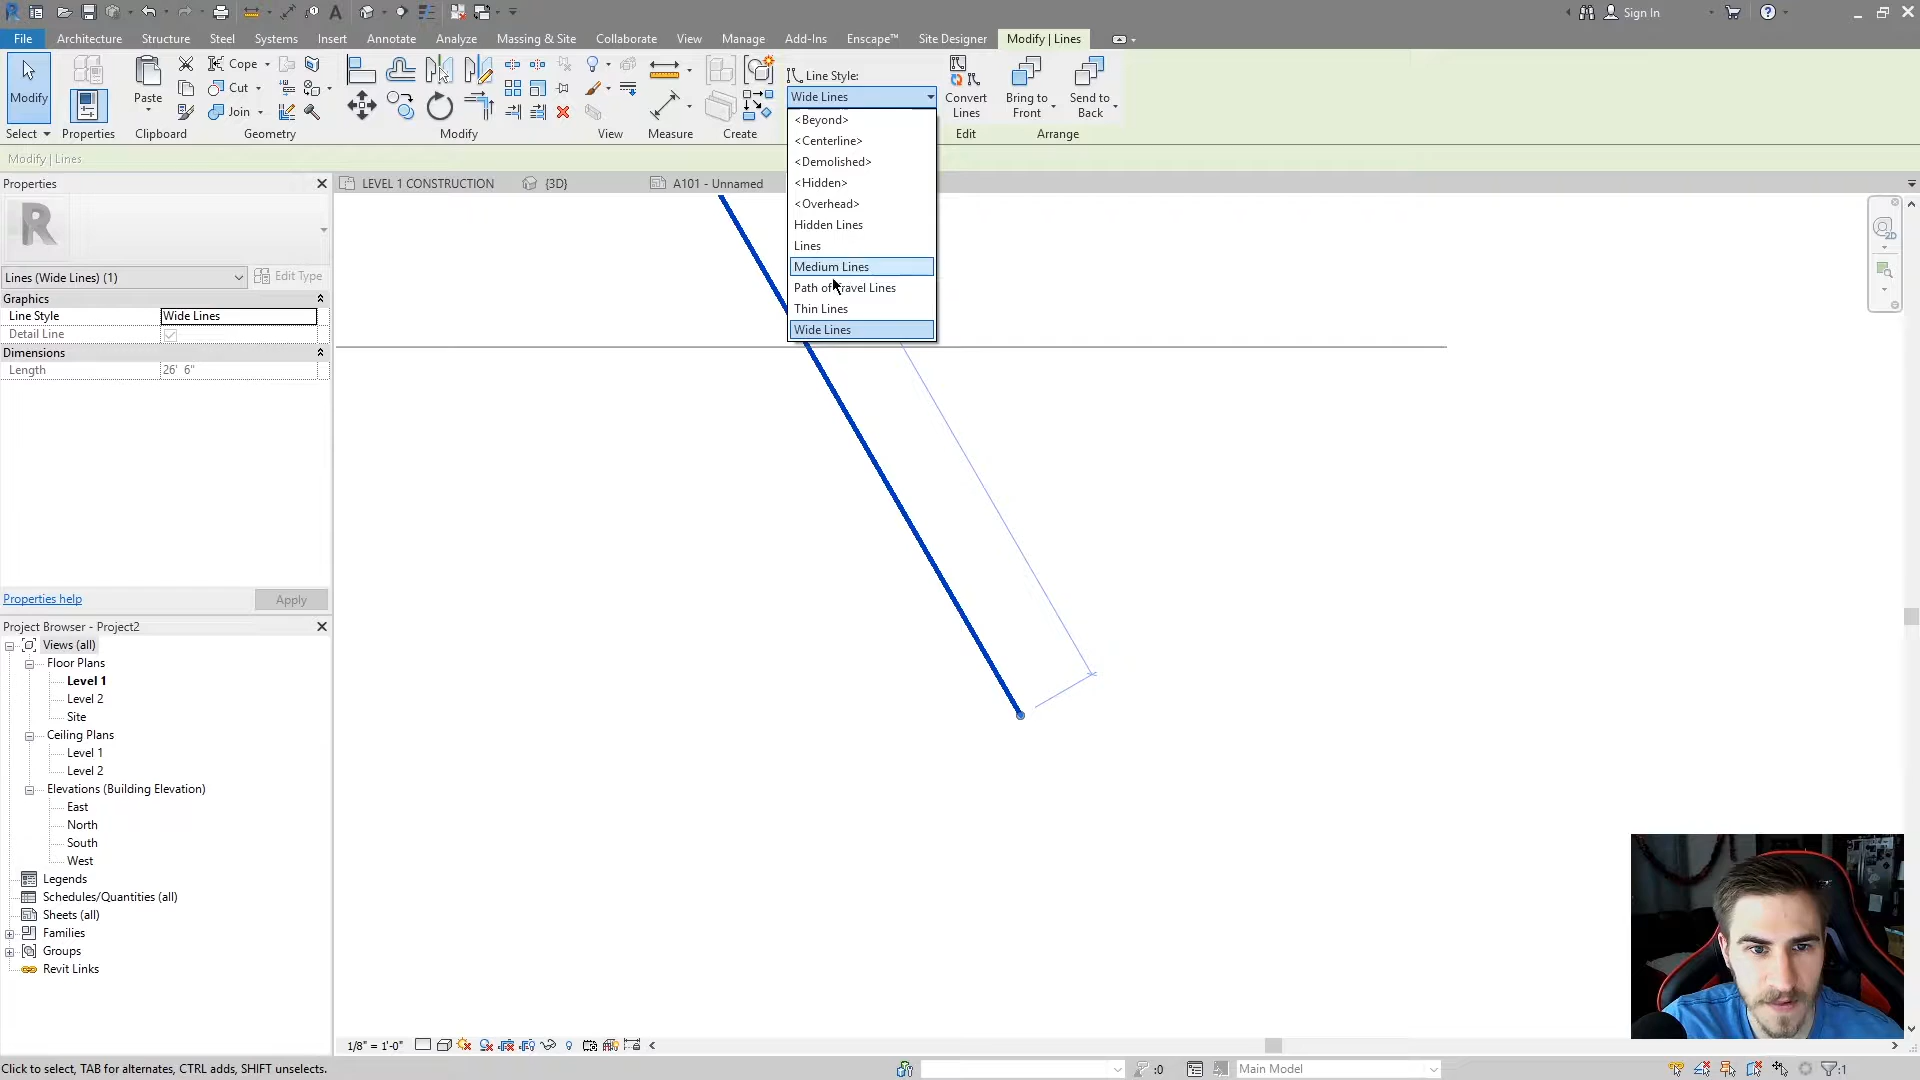 Sign In
File Architecture Structure Steel Systems Insert Annotate Analyze Massing & Site Collaborate View Manage Add-Ins Enscape™ Site Designer Modify | Lines
Modify
Select
Properties
Paste
Clipboard
Cope
Cut
Join
Geometry
Modify
View
Measure
Create
Line Style:
Wide Lines
<Beyond>
<Centerline>
<Demolished>
<Hidden>
<Overhead>
Hidden Lines
Lines
Medium Lines
Path of Travel Lines
Thin Lines
Wide Lines
Convert
Lines
Edit
Bring to
Front
Send to
Back
Arrange
Modify | Lines
Properties
LEVEL 1 CONSTRUCTION
{3D}
A101 - Unnamed
R
2D
Lines (Wide Lines) (1)
Edit Type
Graphics
Line Style Wide Lines
Detail Line
Dimensions
Length 26' 6"
Properties help
Apply
Project Browser - Project2
Views (all)
Floor Plans
Level 1
Level 2
Site
Ceiling Plans
Level 1
Level 2
Elevations (Building Elevation)
East
North
South
West
Legends
Schedules/Quantities (all)
Sheets (all)
Families
Groups
Revit Links
1/8" = 1'-0"
Click to select, TAB for alternates, CTRL adds, SHIFT unselects.
:0
Main Model
:1